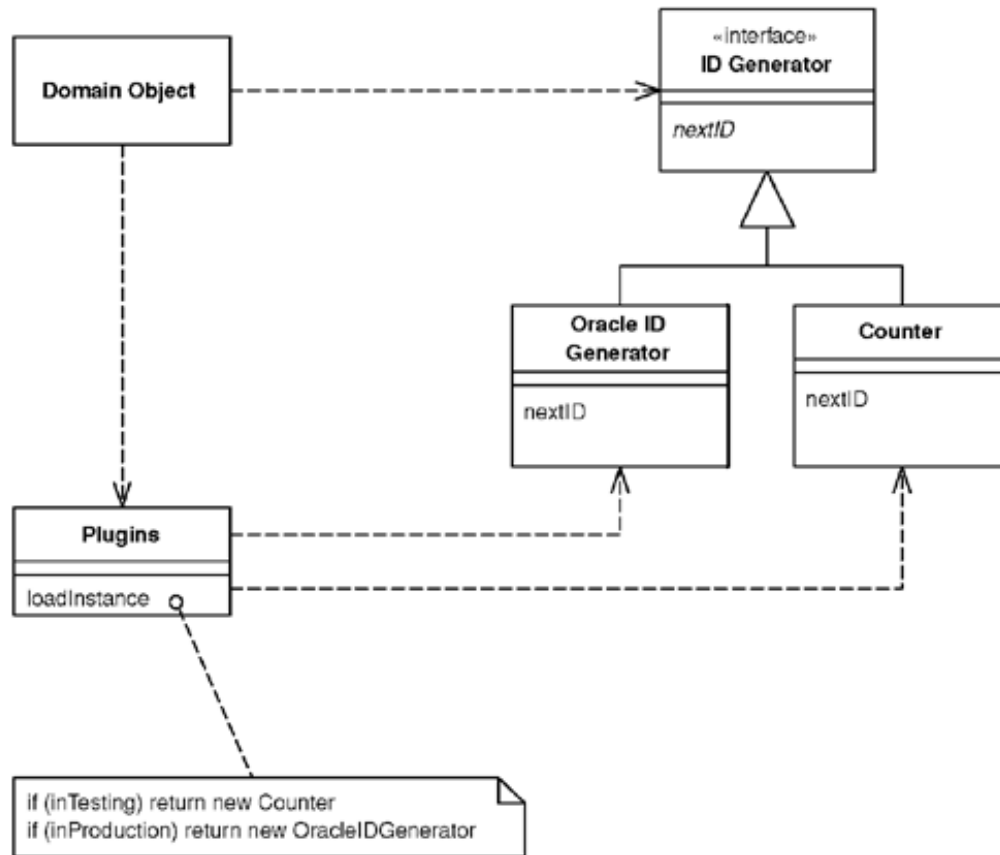 «interface»
ID Generator
Domain Object
nextID
Oracle ID
Generator
Counter
nextID
nextID
Plugins
loadInstance
if (inTesting) return new Counter
if (inProduction) return new OracleIDGenerator